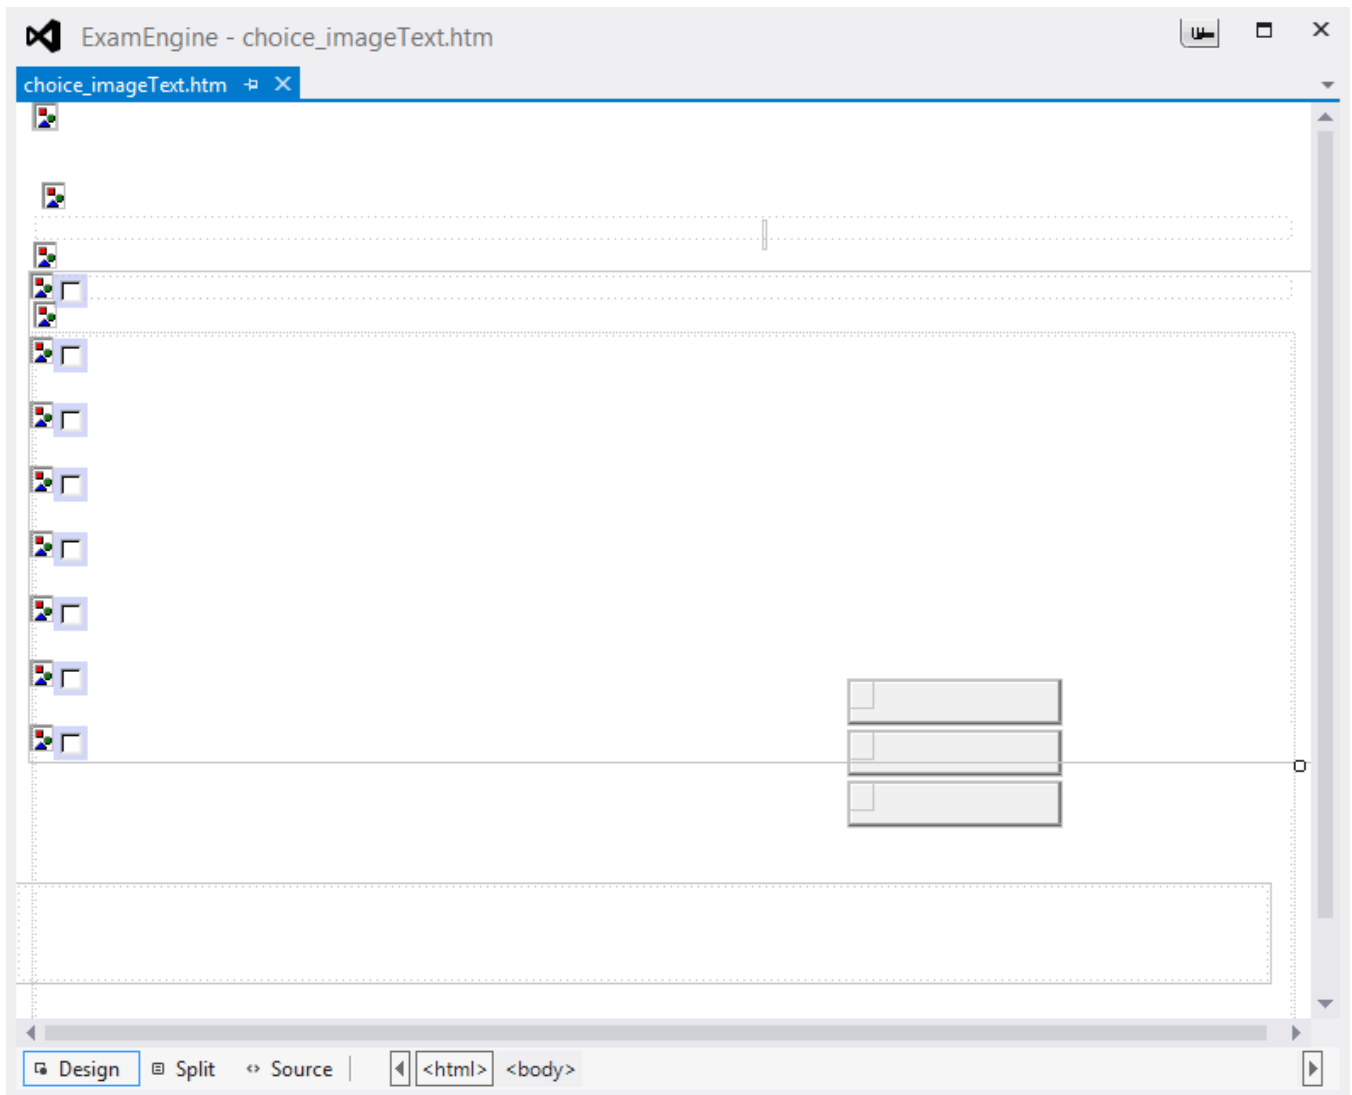 ExamEngine - choice_imageText.htm
choice_imageText.htm
Design Split Source <html> <body>